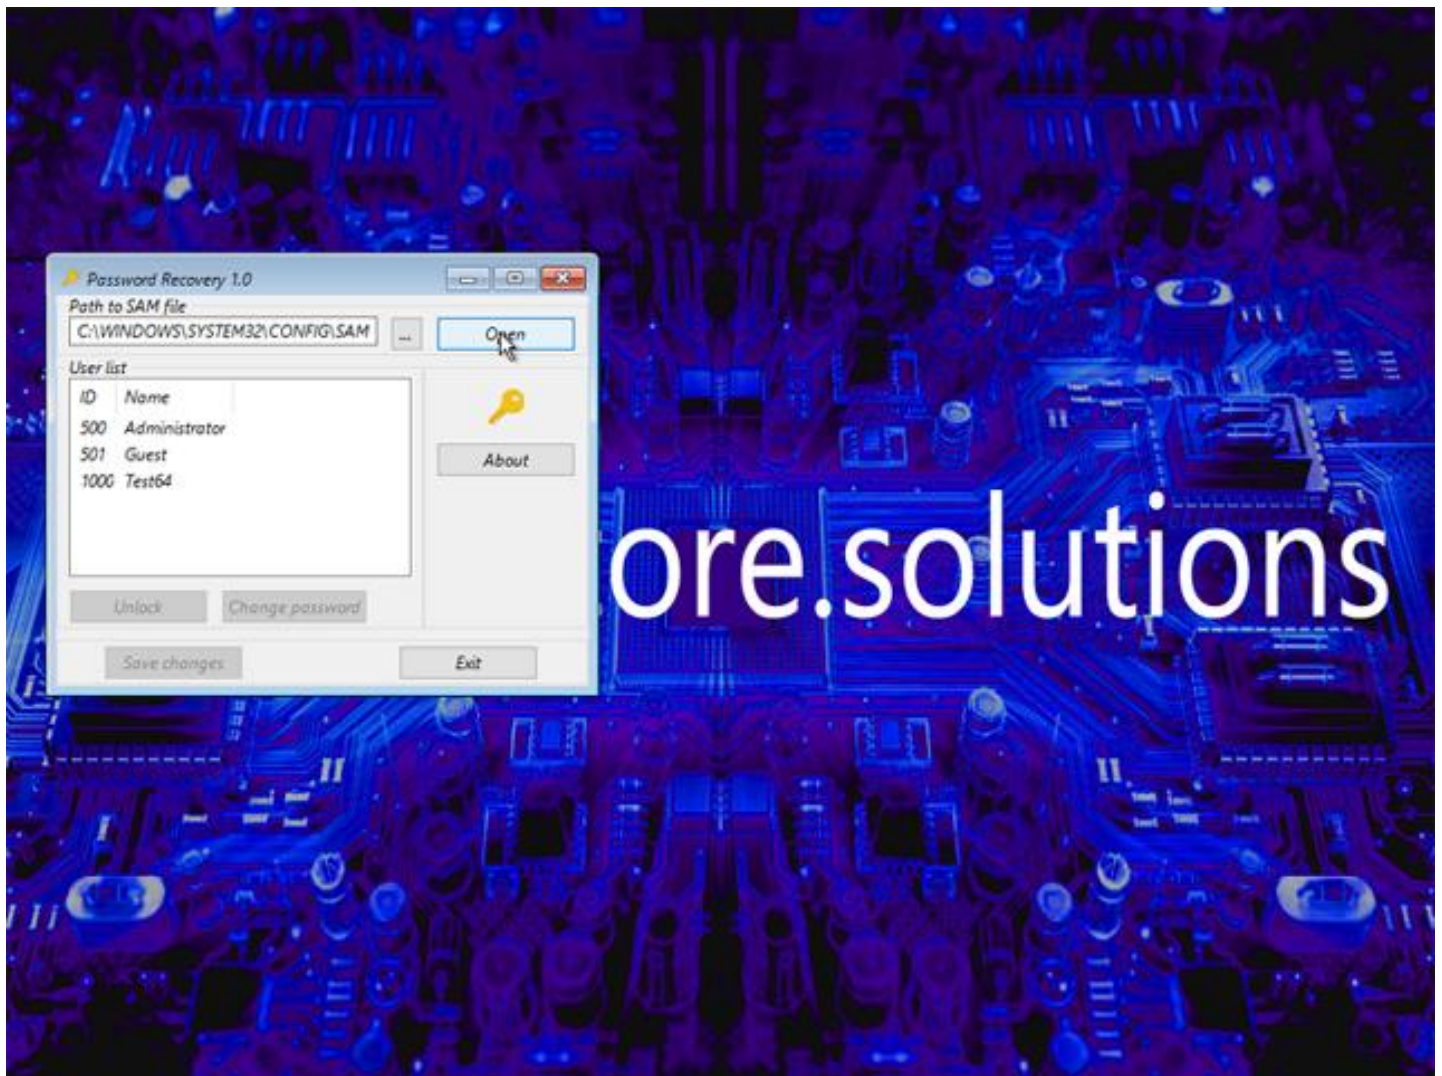 Password Recovery 1.0
Path to SAM file
C:\WINDOWS\SYSTEM32\CONFIG\SAM
...
Open
User list
ID Name
500 Administrator
501 Guest
1000 Test64
About
ore.solutions
Unlock
Change password
Save changes
Exit